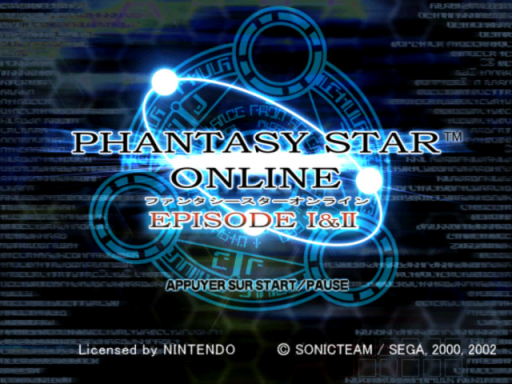 PHANTASY STAR™
ONLINE
ファンタシースターオンライン
EPISODE I&II
APPUYER SUR START/PAUSE
Licensed by NINTENDO © SONICTEAM / SEGA, 2000, 2002